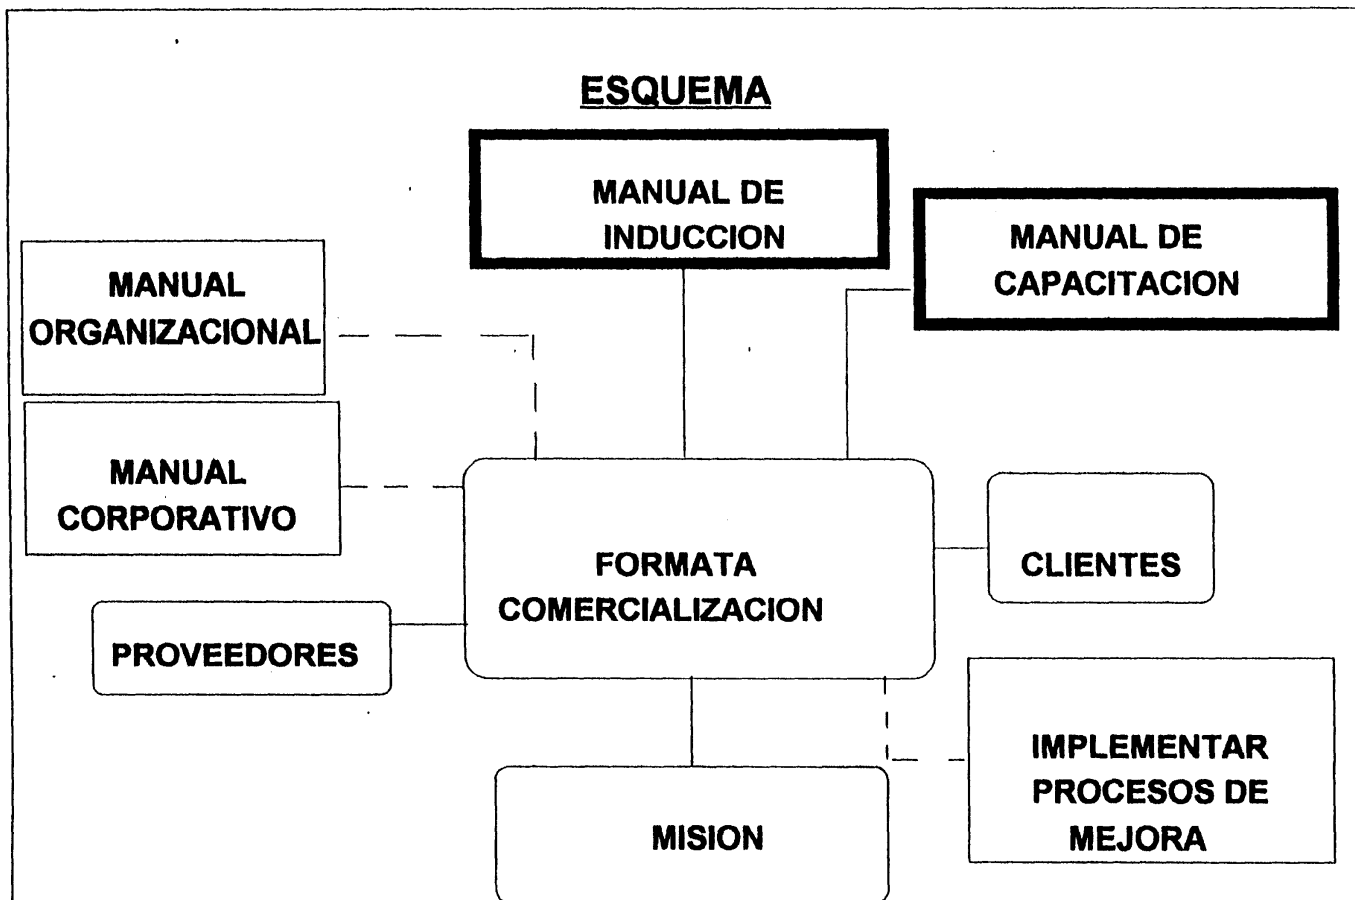 ESQUEMA
MANUAL DE
INDUCCION
MANUAL DE
CAPACITACION
MANUAL
ORGANIZACIONAL
MANUAL
CORPORATIVO
FORMATA
COMERCIALIZACION
CLIENTES
PROVEEDORES
IMPLEMENTAR
PROCESOS DE
MEJORA
MISION